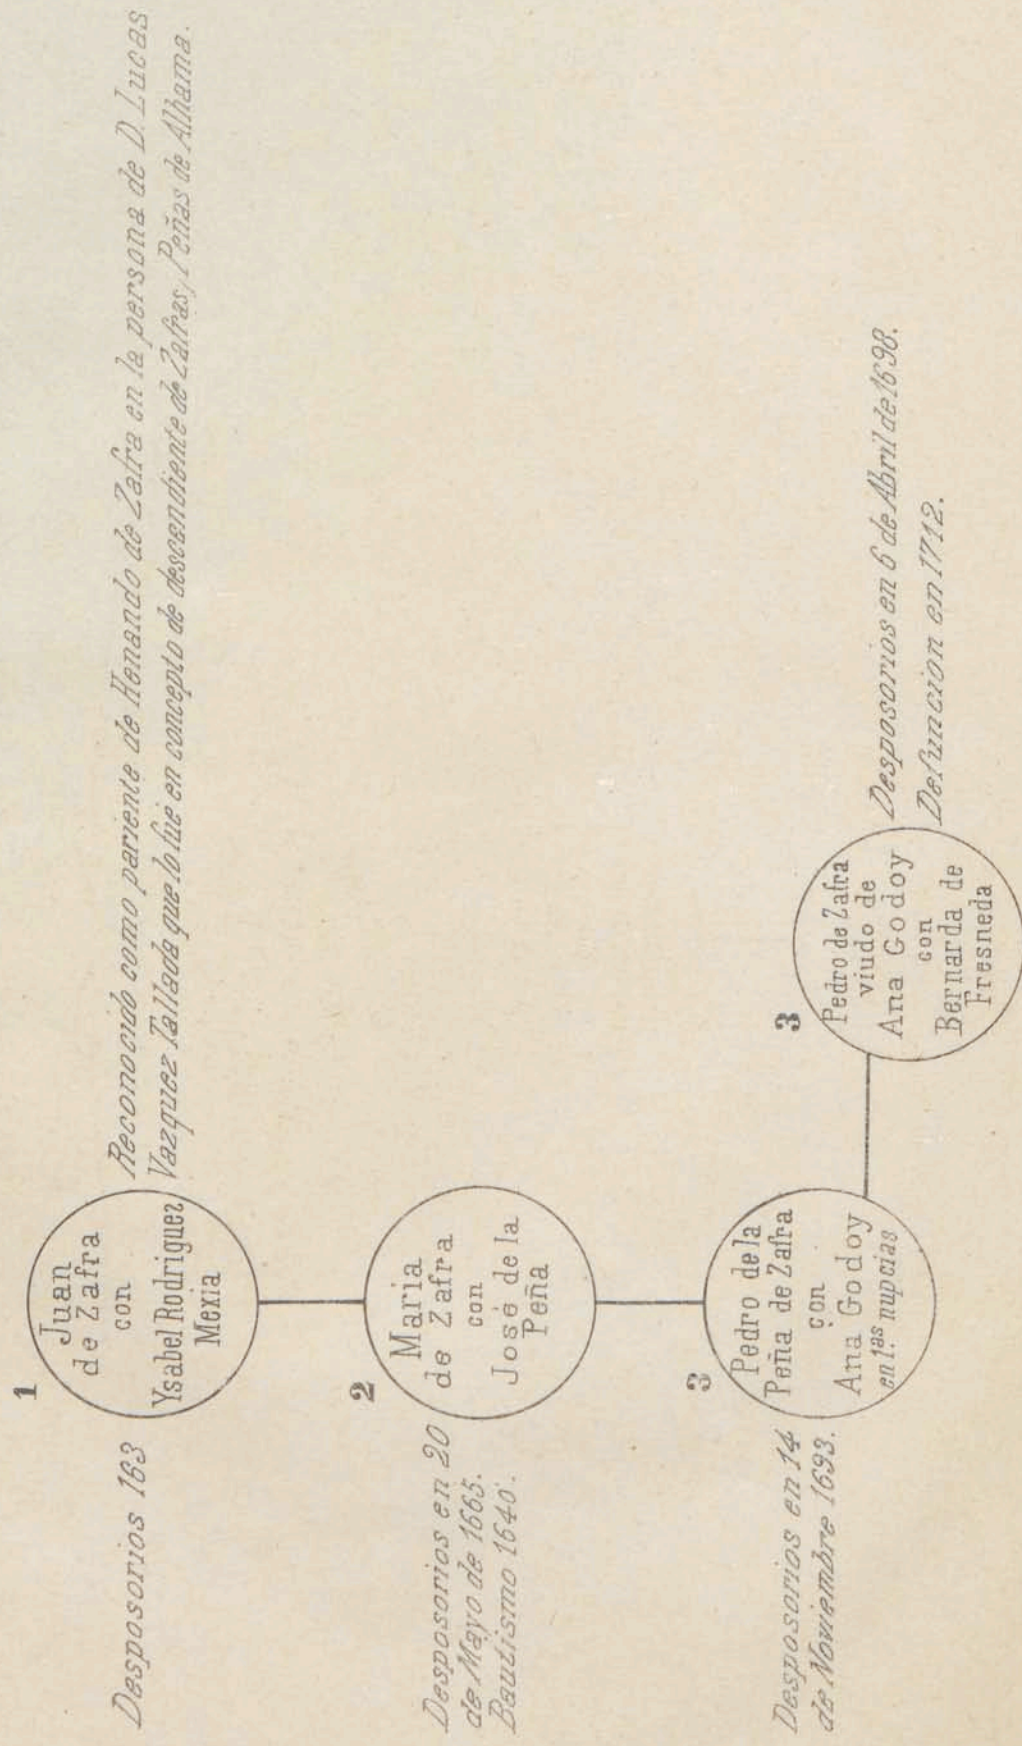 1
Desposorios 163
Juan
de Zafra
con
Ysabel Rodriguez
Mexia
Reconocido como pariente de Henando de Zafra en la persona de D. Lucas
Vazquez Tallada que lo fue en concepto de descendiente de Zafras, Peñas de Alhama.
2
Desposorios en 20
de Mayo de 1665.
Bautismo 1640.
Maria
de Zafra
con
José de la
Peña
3
Desposorios en 14
de Noviembre 1693.
Pedro de la
Peña de Zafra
con
Ana Godoy
en 1.as nupcias
3
Pedro de Zafra
viudo de
Ana Godoy
con
Bernarda de
Fresneda
Desposorios en 6 de Abril de 1698.
Defuncion en 1712.